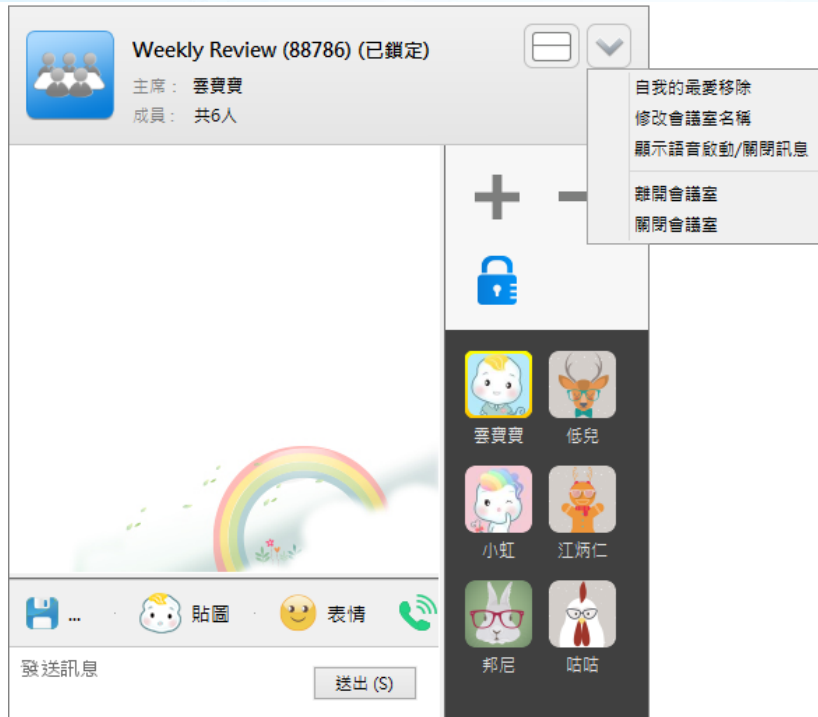 Weekly Review (88786) (已鎖定)
主席： 雲寶寶
成員： 共6人
自我的最愛移除
修改會議室名稱
顯示語音啟動/關閉訊息
離開會議室
關閉會議室
雲寶寶 低兒
小虹 江炳仁
邦尼 咕咕
... 貼圖 表情
發送訊息
送出 (S)